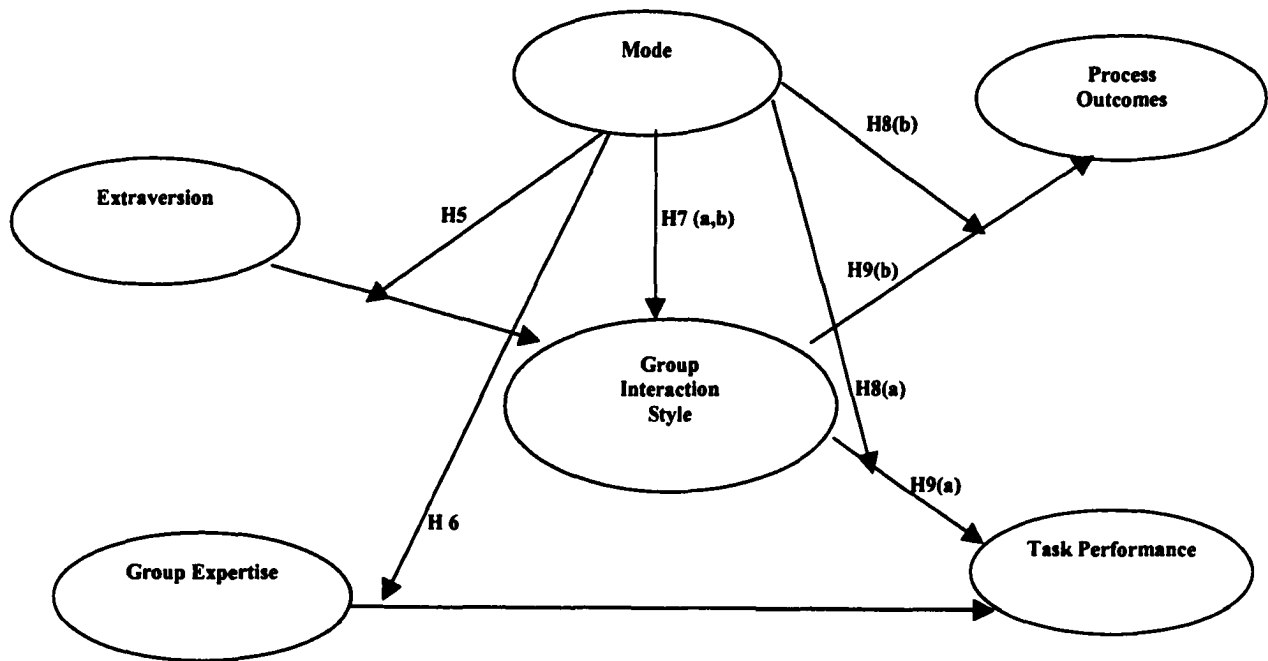 Mode
Process
Outcomes
H8(b)
Extraversion
H5
H7 (a,b)
H9(b)
Group
Interaction
Style
H8(a)
H9(a)
H 6
Task Performance
Group Expertise